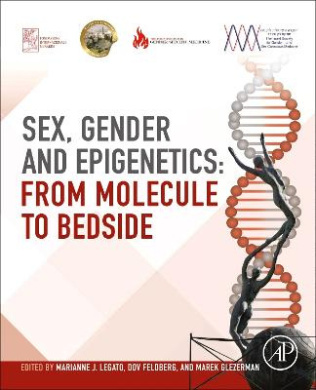 SEX, GENDER
AND EPIGENETICS:
FROM MOLECULE
TO BEDSIDE
EDITED BY MARIANNE J. LEGATO, DOV FELDBERG, AND MAREK GLEZERMAN
AP